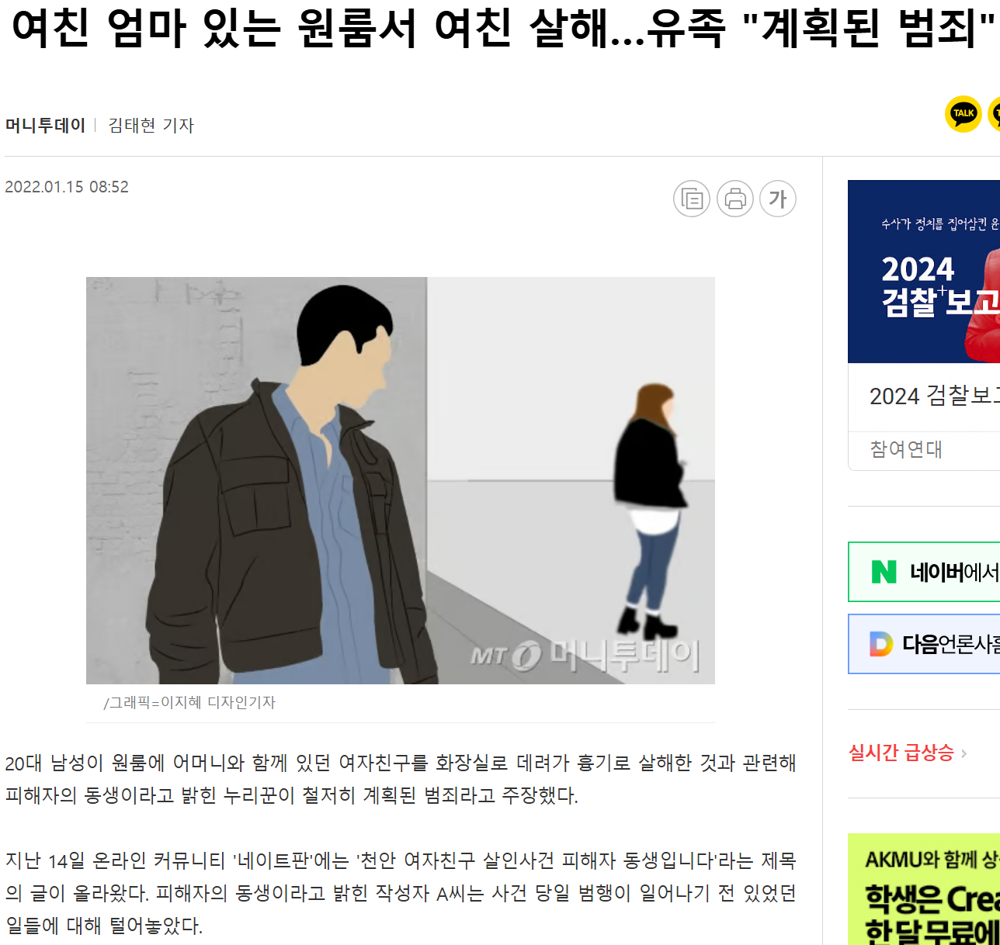 여친 엄마 있는 원룸서 여친 살해...유족 "계획된 범죄"
머니투데이 김태현 기자
TALK
2022.01.15 08:52
가
수사가 정치를 집어삼킨 윤
2024
검찰+보고
2024 검찰보고
참여연대
MT 머니투데이
/그래픽=이지혜 디자인기자
N 네이버에서
D 다음언론사홈
실시간 급상승
20대 남성이 원룸에 어머니와 함께 있던 여자친구를 화장실로 데려가 흉기로 살해한 것과 관련해
피해자의 동생이라고 밝힌 누리꾼이 철저히 계획된 범죄라고 주장했다.
지난 14일 온라인 커뮤니티 '네이트판'에는 '천안 여자친구 살인사건 피해자 동생입니다'라는 제목
의 글이 올라왔다. 피해자의 동생이라고 밝힌 작성자 A씨는 사건 당일 범행이 일어나기 전 있었던
일들에 대해 털어놓았다.
AKMU와 함께 상
학생은 Crea
한 달 무료에